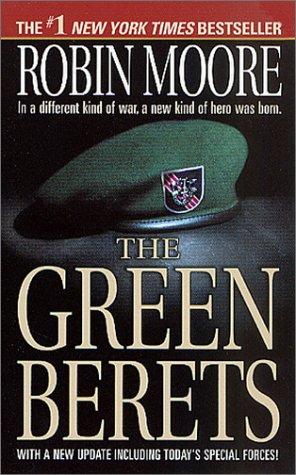 THE #1 NEW YORK TIMES BESTSELLER
ROBIN MOORE
In a different kind of war, a new kind of hero was born.
THE
GREEN
BERETS
WITH A NEW UPDATE INCLUDING TODAY'S SPECIAL FORCES!